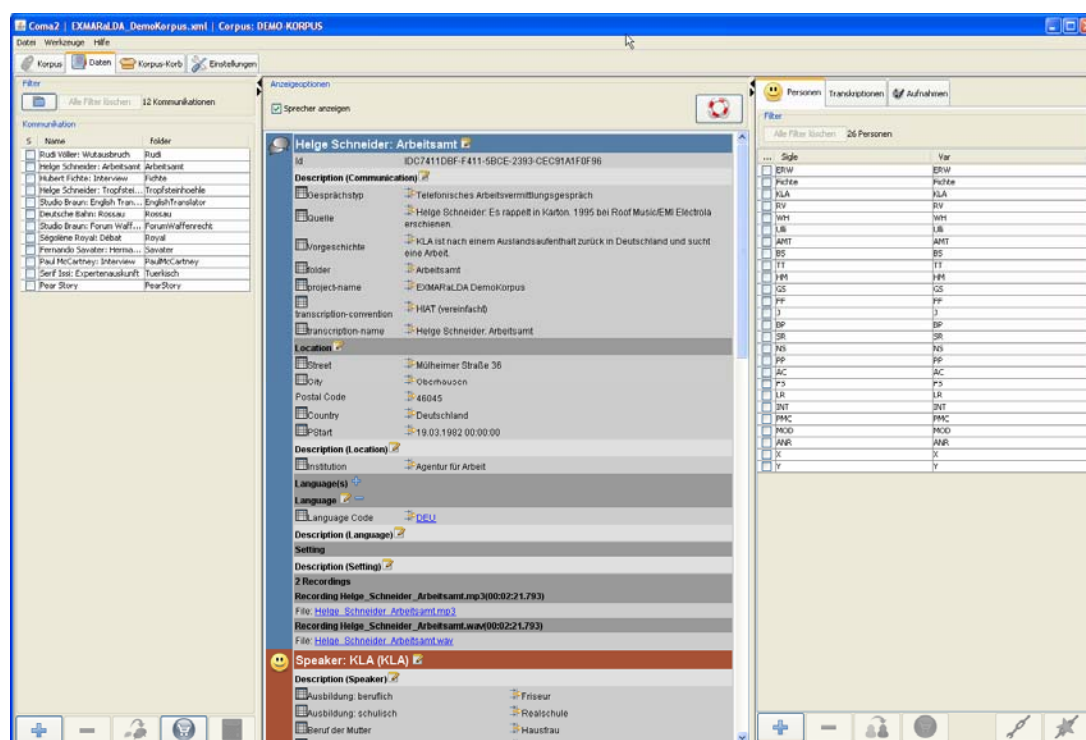 Coma2 | EXMARaLDA_DemoKorpus.xml | Corpus: DEMO-KORPUS
Datei Werkzeuge Hilfe
Korpus Daten Korpus-Korb Einstellungen
Filter
Alle Filter löschen 12 Kommunikationen
Kommunikation
S Name Folder
Rudi Völler: Wutausbruch Rudi
Helge Schneider: Arbeitsamt Arbeitsamt
Hubert Fichte: Interview Fichte
Helge Schneider: Tropfstei... Tropfsteinhoehle
Studio Braun: English Tran... EnglishTranslator
Deutsche Bahn: Rossau Rossau
Studio Braun: Forum Waff... ForumWaffenrecht
Ségolène Royal: Débat Royal
Fernando Savater: Herma... Savater
Paul McCartney: Interview PaulMcCartney
Serf Issi: Expertenauskunft Tuerkisch
Pear Story PearStory
Anzeigeoptionen
Sprecher anzeigen
Helge Schneider: Arbeitsamt
Id IDC7411DBF-F411-5BCE-2393-CEC91A1F0F96
Description (Communication)
Gesprächstyp Telefonisches Arbeitsvermittlungsgespräch
Quelle Helge Schneider: Es rappelt in Karton. 1995 bei Roof Music/EMI Electrola
erschienen.
Vorgeschichte KLA ist nach einem Auslandsaufenthalt zurück in Deutschland und sucht
eine Arbeit.
folder Arbeitsamt
project-name EXMARaLDA DemoKorpus
transcription-convention HIAT (vereinfacht)
transcription-name Helge Schneider: Arbeitsamt
Location
Street Mülheimer Straße 36
City Oberhausen
Postal Code 46045
Country Deutschland
PStart 19.03.1982 00:00:00
Description (Location)
Institution Agentur für Arbeit
Language(s)
Language
Language Code DEU
Description (Language)
Setting
Description (Setting)
2 Recordings
Recording Helge_Schneider_Arbeitsamt.mp3(00:02:21.793)
File: Helge_Schneider_Arbeitsamt.mp3
Recording Helge_Schneider_Arbeitsamt.wav(00:02:21.793)
File: Helge_Schneider_Arbeitsamt.wav
Speaker: KLA (KLA)
Description (Speaker)
Ausbildung: beruflich Friseur
Ausbildung: schulisch Realschule
Beruf der Mutter Hausfrau
Personen Transkriptionen Aufnahmen
Filter
Alle Filter löschen 26 Personen
... Sigle Var
ERW ERW
Fichte Fichte
KLA KLA
RV RV
WH WH
Ulli Ulli
AMT AMT
BS BS
TT TT
HM HM
GS GS
FF FF
J J
BP BP
SR SR
NS NS
PP PP
AC AC
PS PS
LR LR
INT INT
PMC PMC
MOD MOD
ANR ANR
X X
Y Y